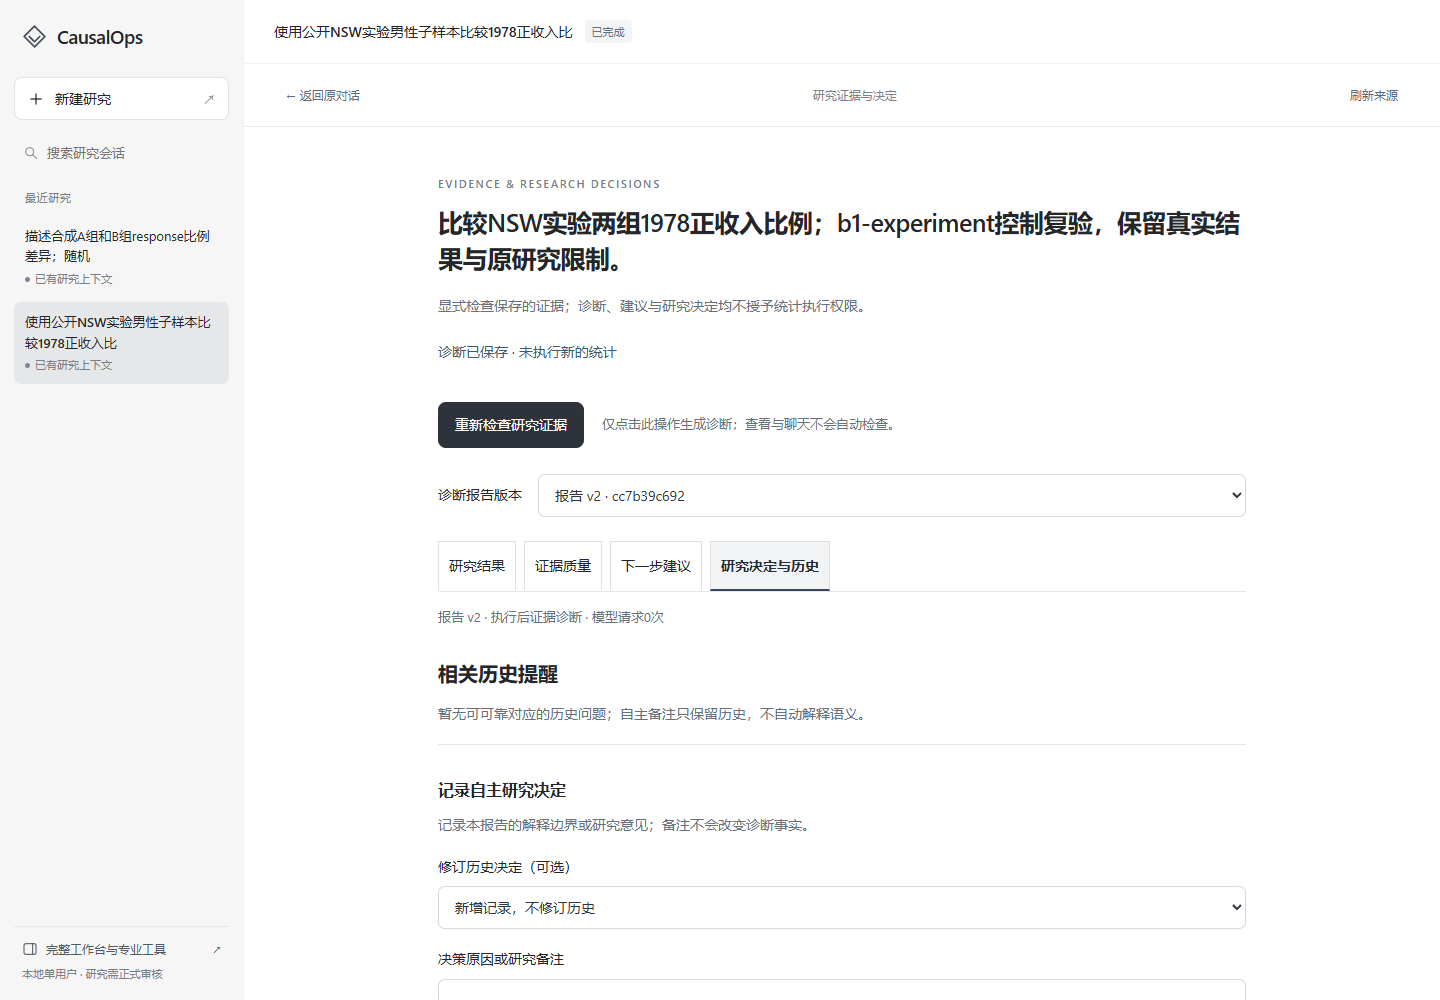 CausalOps
新建研究
搜索研究会话
最近研究
描述合成A组和B组response比例
差异；随机
已有研究上下文
使用公开NSW实验男性子样本比
较1978正收入比
已有研究上下文
完整工作台与专业工具
本地单用户 · 研究需正式审核
使用公开NSW实验男性子样本比较1978正收入比 已完成
← 返回原对话 研究证据与决定 刷新来源
EVIDENCE & RESEARCH DECISIONS
比较NSW实验两组1978正收入比例；b1-experiment控制复验，保留真实结
果与原研究限制。
显式检查保存的证据；诊断、建议与研究决定均不授予统计执行权限。
诊断已保存 · 未执行新的统计
重新检查研究证据 仅点击此操作生成诊断；查看与聊天不会自动检查。
诊断报告版本 报告 v2 · cc7b39c692
研究结果 证据质量 下一步建议 研究决定与历史
报告 v2 · 执行后证据诊断 · 模型请求0次
相关历史提醒
暂无可可靠对应的历史问题；自主备注只保留历史，不自动解释语义。
记录自主研究决定
记录本报告的解释边界或研究意见；备注不会改变诊断事实。
修订历史决定（可选）
新增记录，不修订历史
决策原因或研究备注